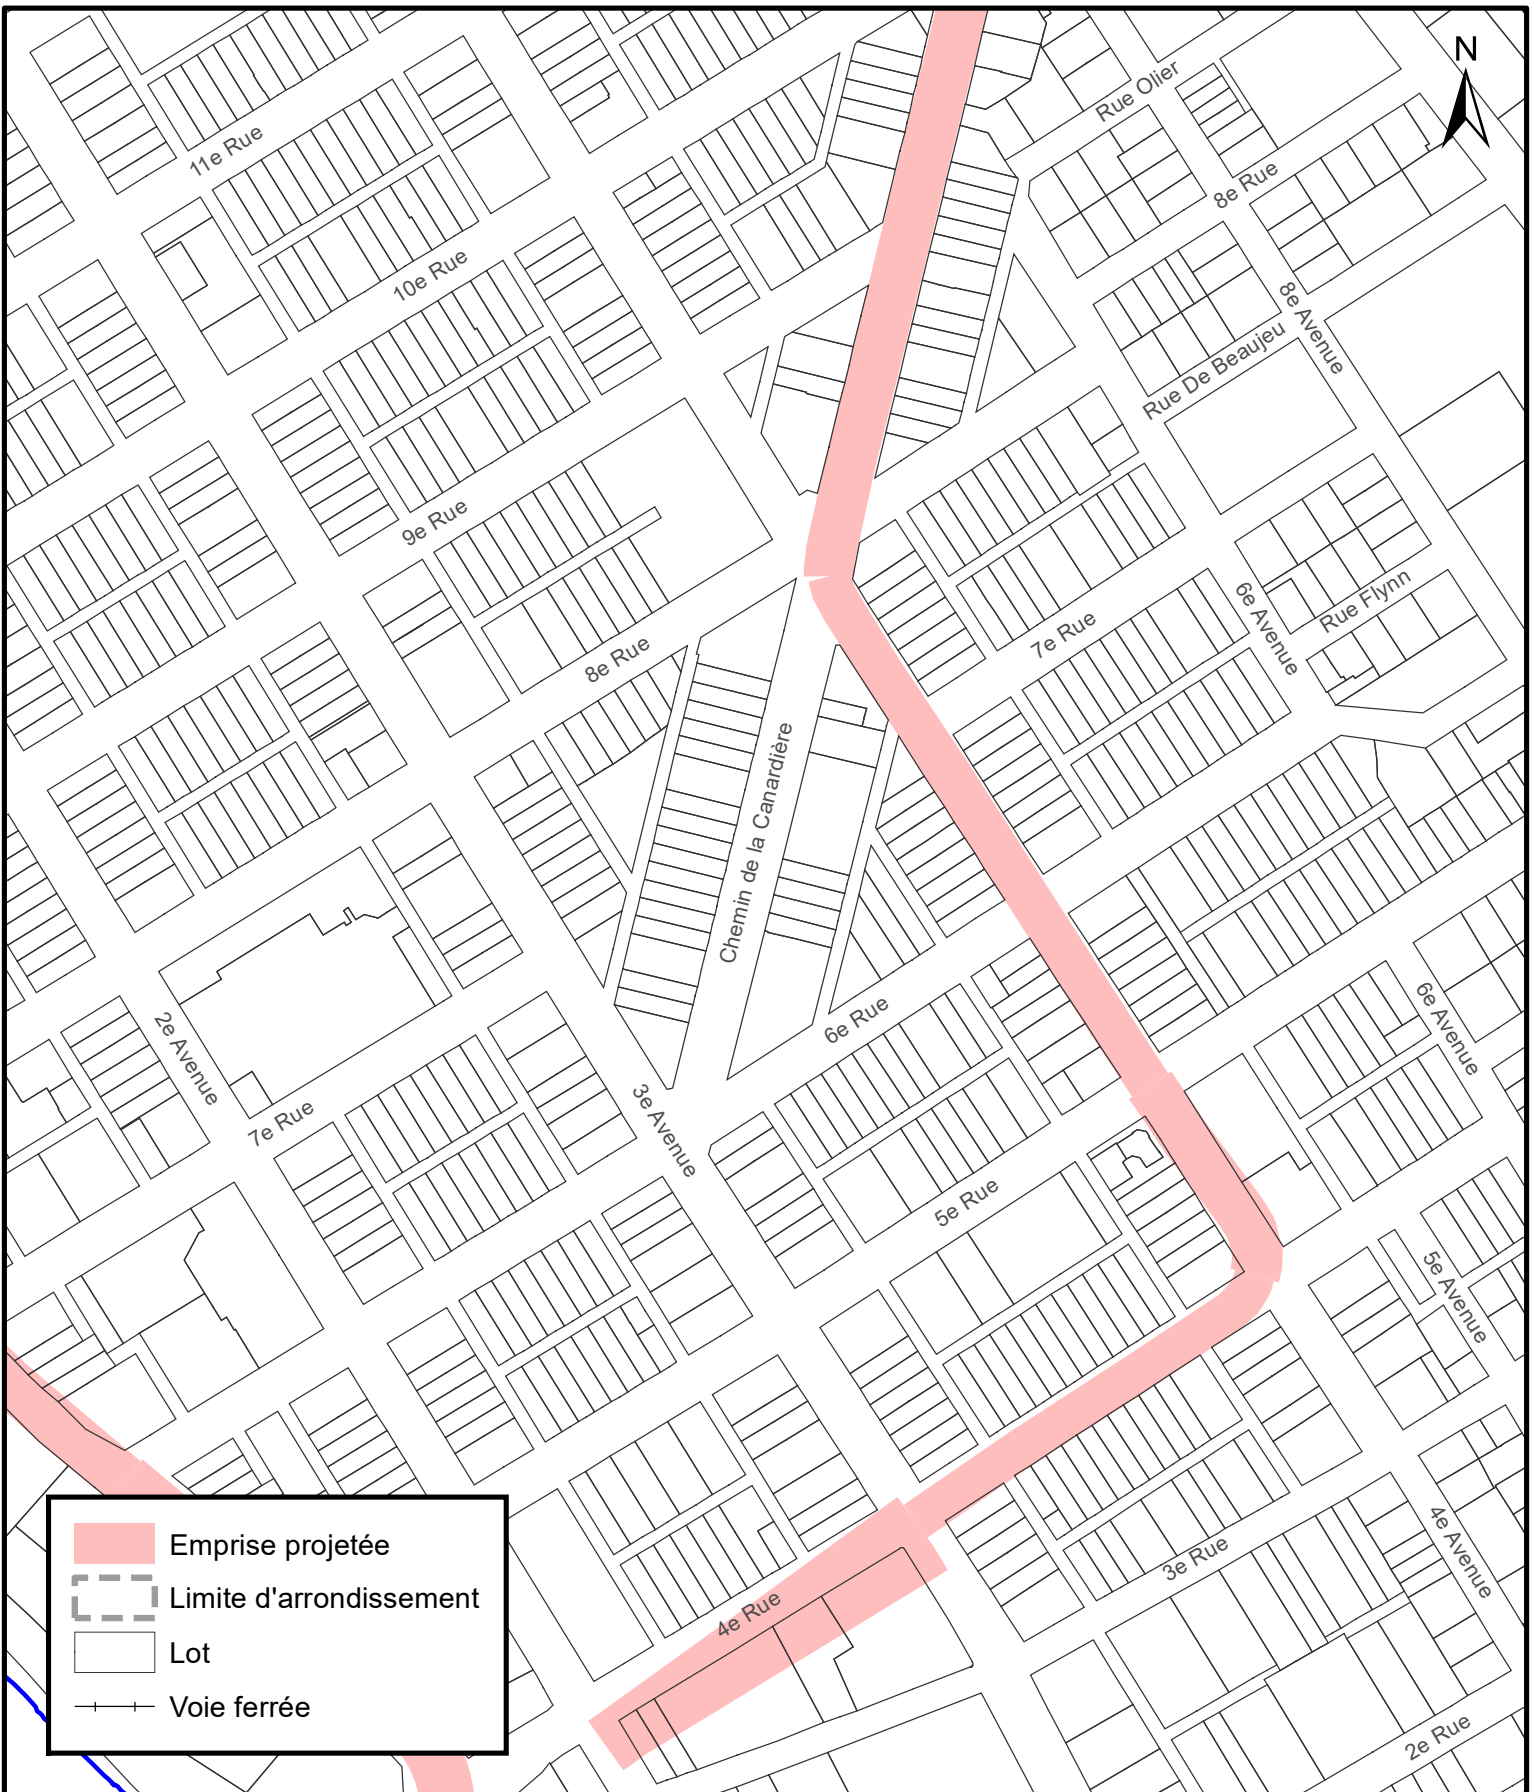 N
Rue Olier
11e Rue
8e Rue
10e Rue
8e Avenue
Rue De Beaujeu
9e Rue
6e Avenue
Rue Flynn
7e Rue
8e Rue
Chemin de la Canardière
6e Rue
6e Avenue
2e Avenue
7e Rue
3e Avenue
5e Rue
5e Avenue
4e Avenue
3e Rue
4e Rue
2e Rue
Emprise projetée
Limite d'arrondissement
Lot
Voie ferrée